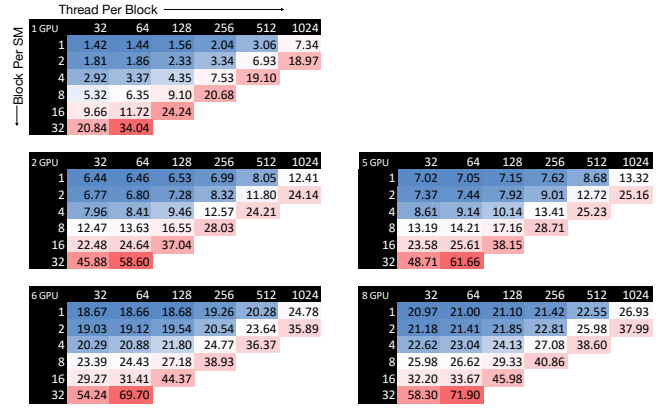 Thread Per Block
Block Per SM
1 GPU 32 64 128 256 512 1024
1 1.42 1.44 1.56 2.04 3.06 7.34
2 1.81 1.86 2.33 3.34 6.93 18.97
4 2.92 3.37 4.35 7.53 19.10
8 5.32 6.35 9.10 20.68
16 9.66 11.72 24.24
32 20.84 34.04
2 GPU 32 64 128 256 512 1024
1 6.44 6.46 6.53 6.99 8.05 12.41
2 6.77 6.80 7.28 8.32 11.80 24.14
4 7.96 8.41 9.46 12.57 24.21
8 12.47 13.63 16.55 28.03
16 22.48 24.64 37.04
32 45.88 58.60
5 GPU 32 64 128 256 512 1024
1 7.02 7.05 7.15 7.62 8.68 13.32
2 7.37 7.44 7.92 9.01 12.72 25.16
4 8.61 9.14 10.14 13.41 25.23
8 13.19 14.21 17.16 28.71
16 23.58 25.61 38.15
32 48.71 61.66
6 GPU 32 64 128 256 512 1024
1 18.67 18.66 18.68 19.26 20.28 24.78
2 19.03 19.12 19.54 20.54 23.64 35.89
4 20.29 20.88 21.80 24.77 36.37
8 23.39 24.43 27.18 38.93
16 29.27 31.41 44.37
32 54.24 69.70
8 GPU 32 64 128 256 512 1024
1 20.97 21.00 21.10 21.42 22.55 26.93
2 21.18 21.41 21.85 22.81 25.98 37.99
4 22.62 23.04 24.13 27.08 38.60
8 25.98 26.62 29.33 40.86
16 32.20 33.67 45.98
32 58.30 71.90